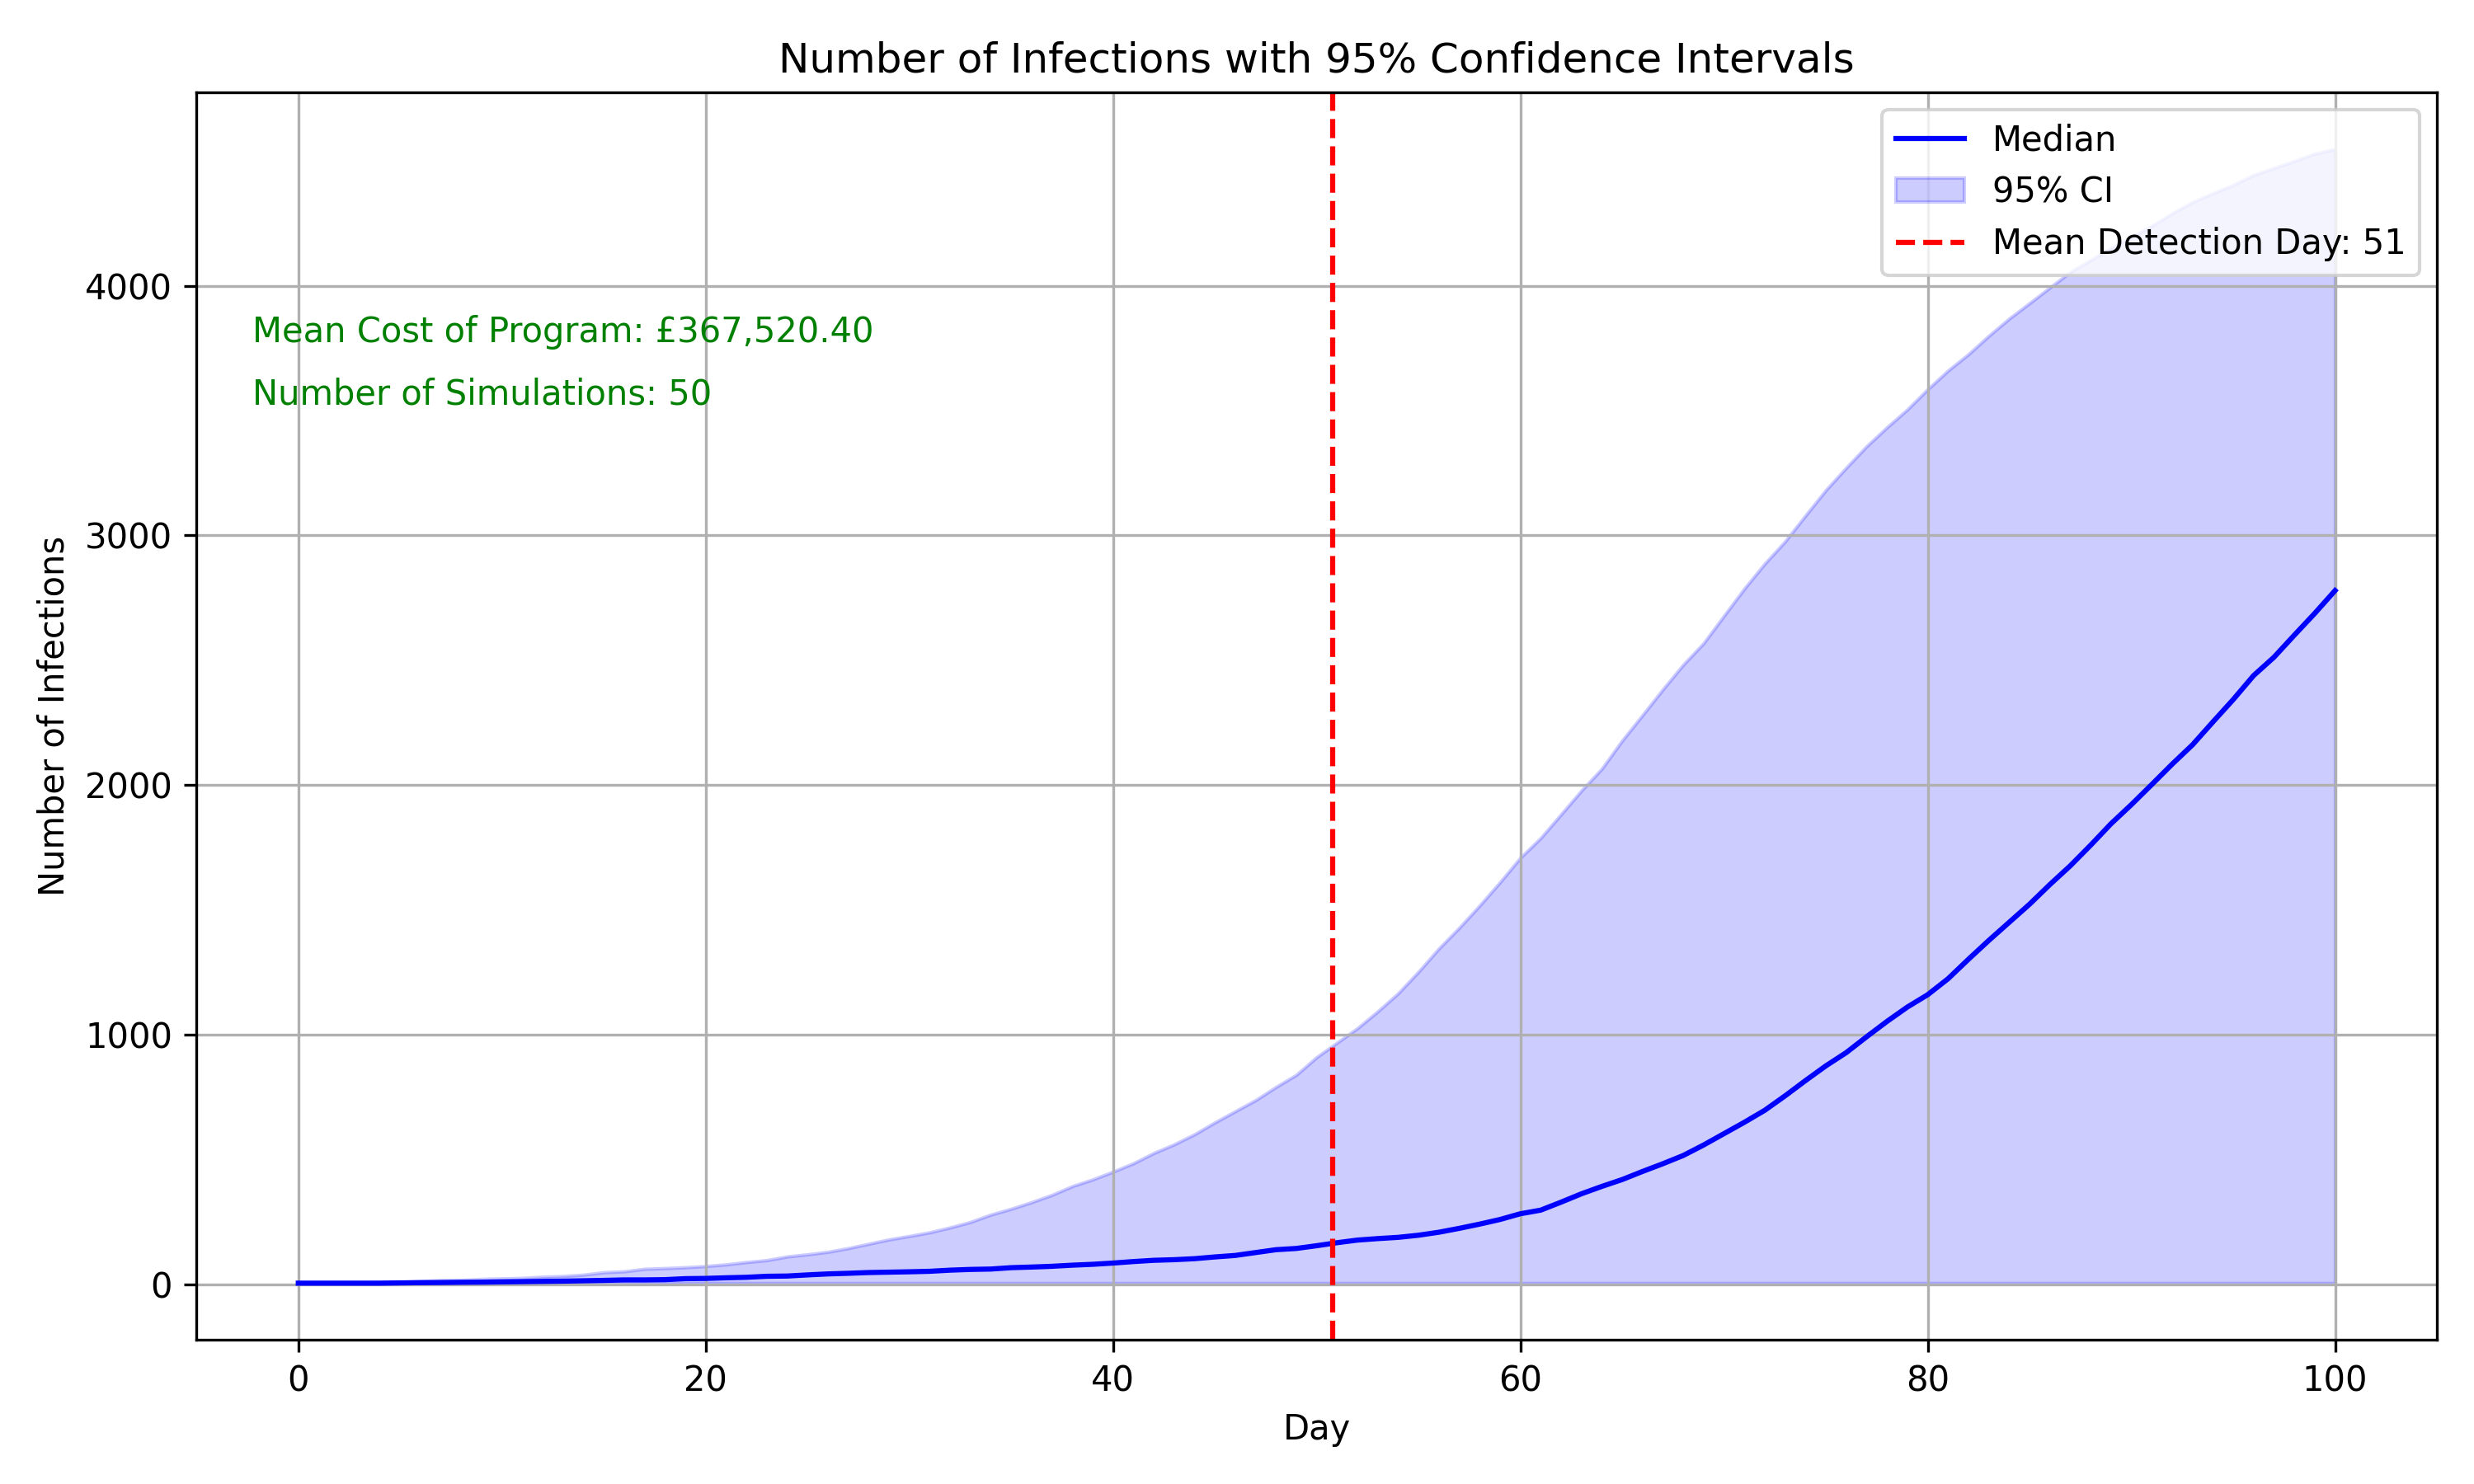 Number of Infections with 95% Confidence Intervals
Median
95% CI
Mean Detection Day: 51
Mean Cost of Program: £367,520.40
Number of Simulations: 50
Number of Infections
4000
3000
2000
1000
0
0 20 40 60 80 100
Day